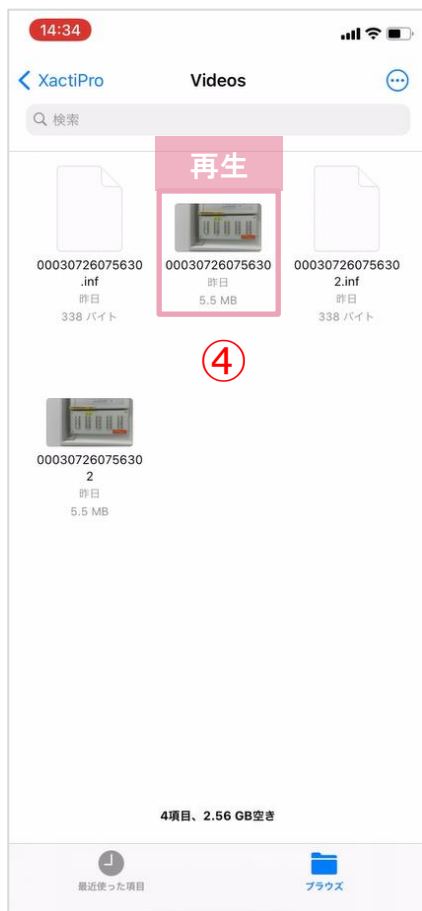 14:34
XactiPro
Videos
検索
再生
00030726075630
.inf
昨日
338 バイト
00030726075630
昨日
5.5 MB
00030726075630
2.inf
昨日
338 バイト
④
00030726075630
2
昨日
5.5 MB
4項目、2.56 GB空き
最近使った項目
ブラウズ